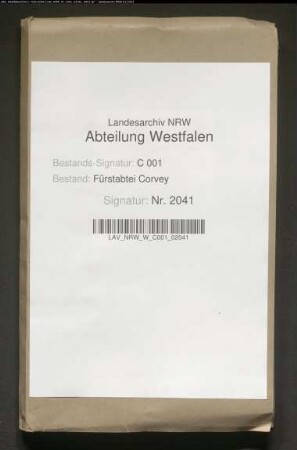 Landesarchiv NRW
Abteilung Westfalen
Bestands-Signatur: C 001
Bestand: Fürstabtei Corvey
Signatur: Nr. 2041
LAV_NRW_W_C001_02041